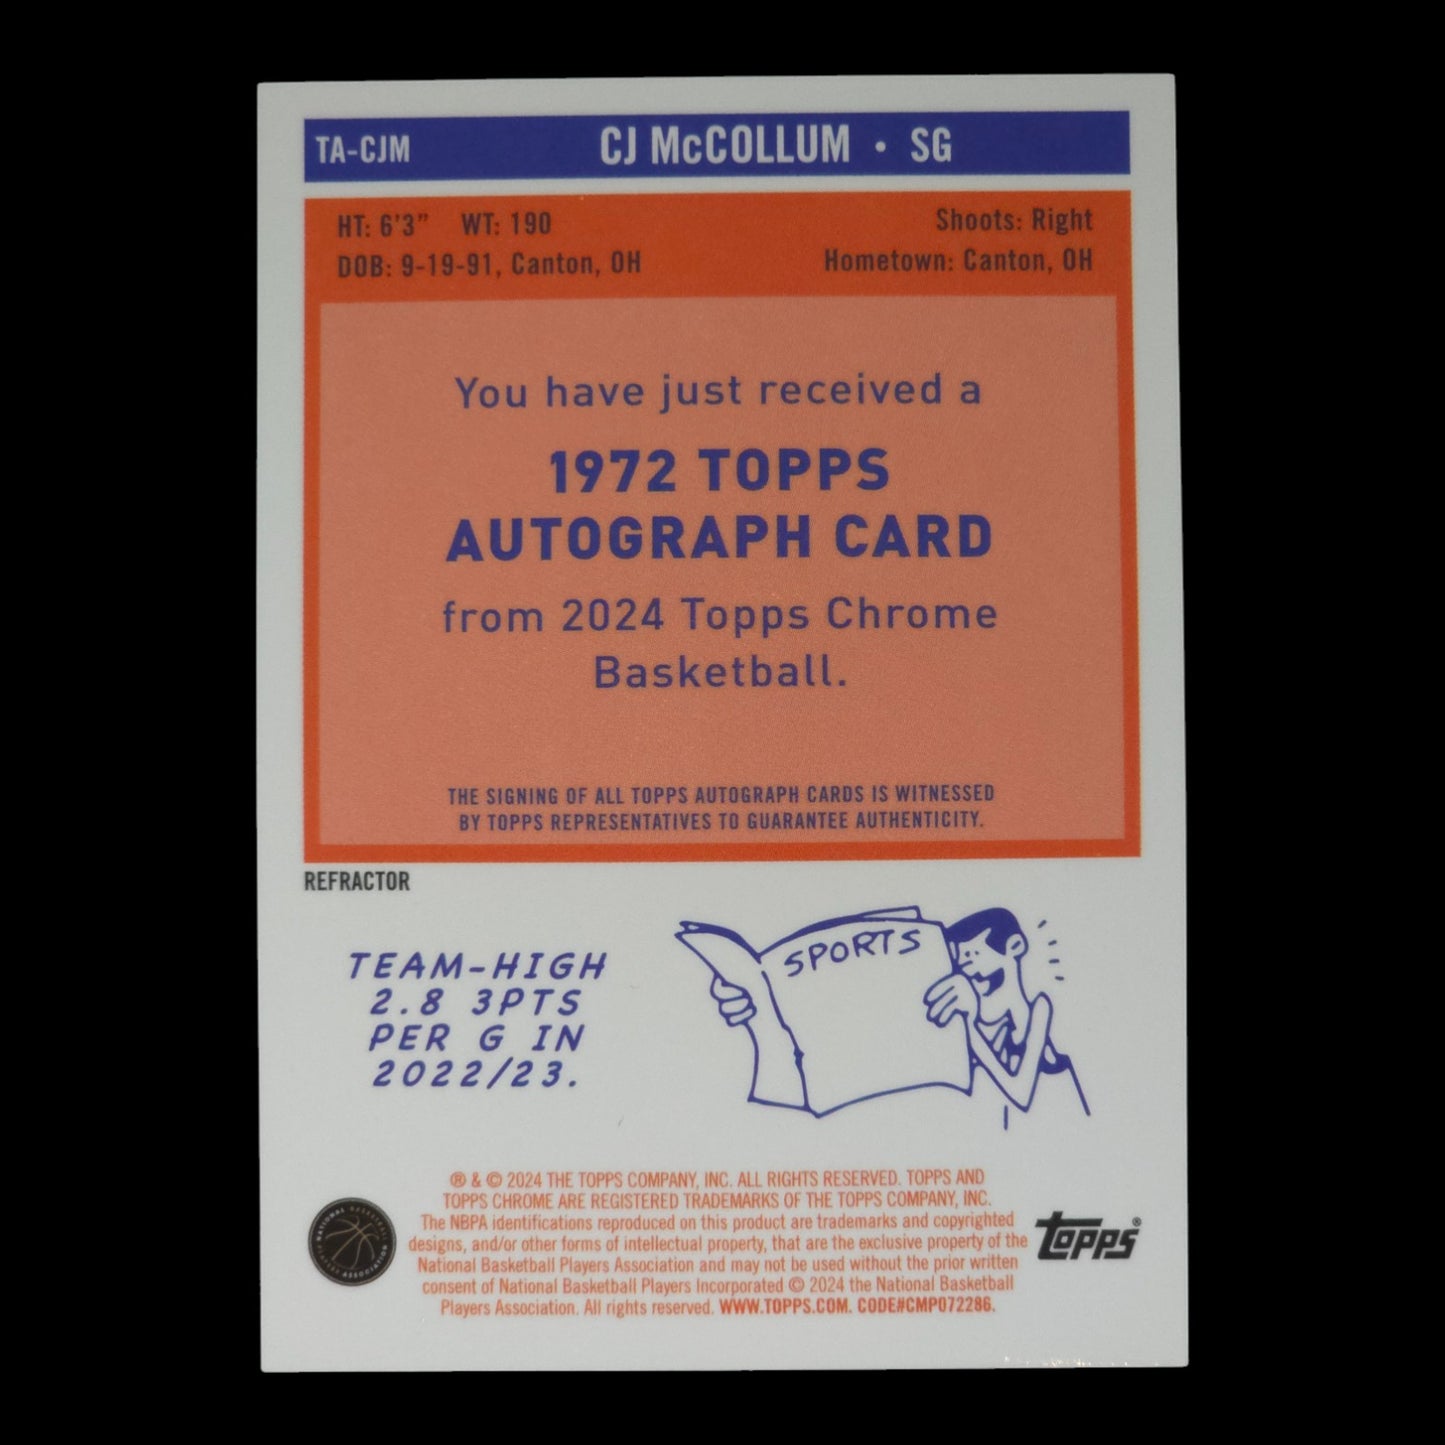 TA-CJM CJ McCOLLUM • SG
HT: 6'3" WT: 190 Shoots: Right
DOB: 9-19-91, Canton, OH Hometown: Canton, OH
You have just received a
1972 TOPPS
AUTOGRAPH CARD
from 2024 Topps Chrome
Basketball.
THE SIGNING OF ALL TOPPS AUTOGRAPH CARDS IS WITNESSED
BY TOPPS REPRESENTATIVES TO GUARANTEE AUTHENTICITY.
REFRACTOR
TEAM-HIGH
2.8 3PTS
PER G IN
2022/23.
SPORTS
® & © 2024 THE TOPPS COMPANY, INC. ALL RIGHTS RESERVED. TOPPS AND
TOPPS CHROME ARE REGISTERED TRADEMARKS OF THE TOPPS COMPANY, INC.
The NBPA identifications reproduced on this product are trademarks and copyrighted
designs, and/or other forms of intellectual property, that are the exclusive property of the
National Basketball Players Association and may not be used without the prior written
consent of National Basketball Players Incorporated © 2024 the National Basketball
Players Association. All rights reserved. WWW.TOPPS.COM. CODE#CMP072286.
NATIONAL BASKETBALL
PLAYERS ASSOCIATION
Topps®